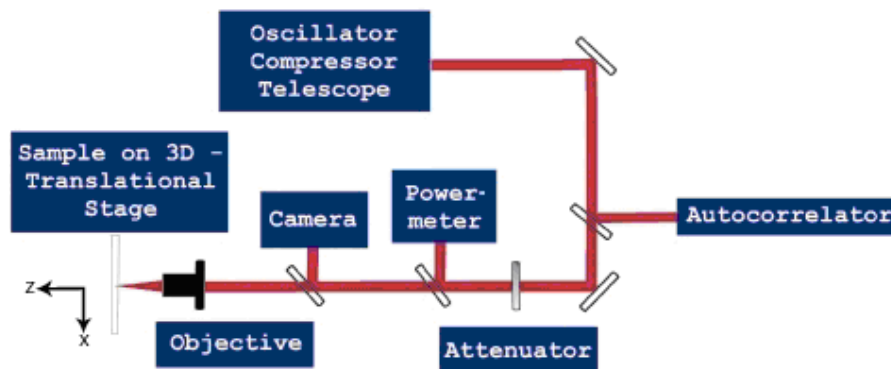 Oscillator
Compressor
Telescope
Sample on 3D -
Translational
Stage
Camera
Power-
meter
Autocorrelator
Z
X
Objective
Attenuator